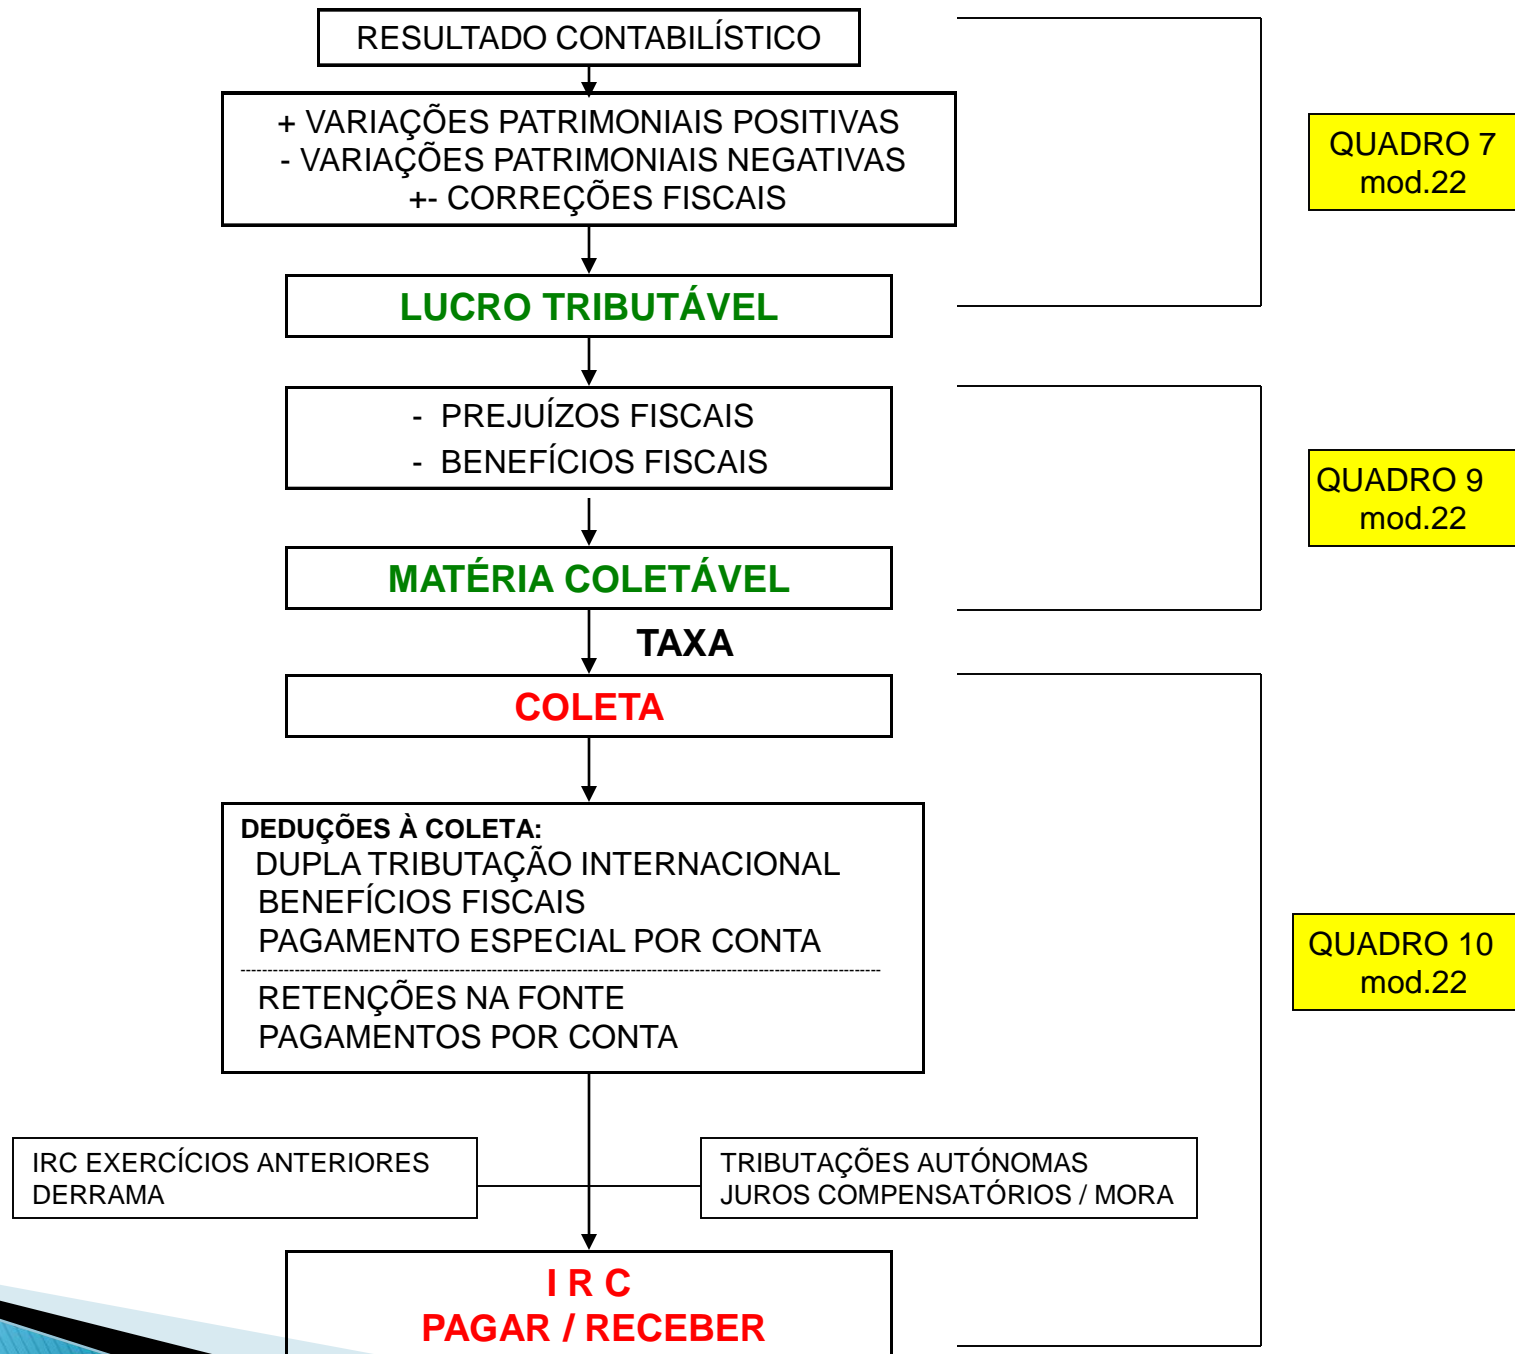 RESULTADO CONTABILÍSTICO
+ VARIAÇÕES PATRIMONIAIS POSITIVAS
- VARIAÇÕES PATRIMONIAIS NEGATIVAS
+- CORREÇÕES FISCAIS
QUADRO 7
mod.22
LUCRO TRIBUTÁVEL
- PREJUÍZOS FISCAIS
- BENEFÍCIOS FISCAIS
QUADRO 9
mod.22
MATÉRIA COLETÁVEL
TAXA
COLETA
DEDUÇÕES À COLETA:
DUPLA TRIBUTAÇÃO INTERNACIONAL
BENEFÍCIOS FISCAIS
PAGAMENTO ESPECIAL POR CONTA
RETENÇÕES NA FONTE
PAGAMENTOS POR CONTA
QUADRO 10
mod.22
IRC EXERCÍCIOS ANTERIORES
DERRAMA
TRIBUTAÇÕES AUTÓNOMAS
JUROS COMPENSATÓRIOS / MORA
I R C
PAGAR / RECEBER